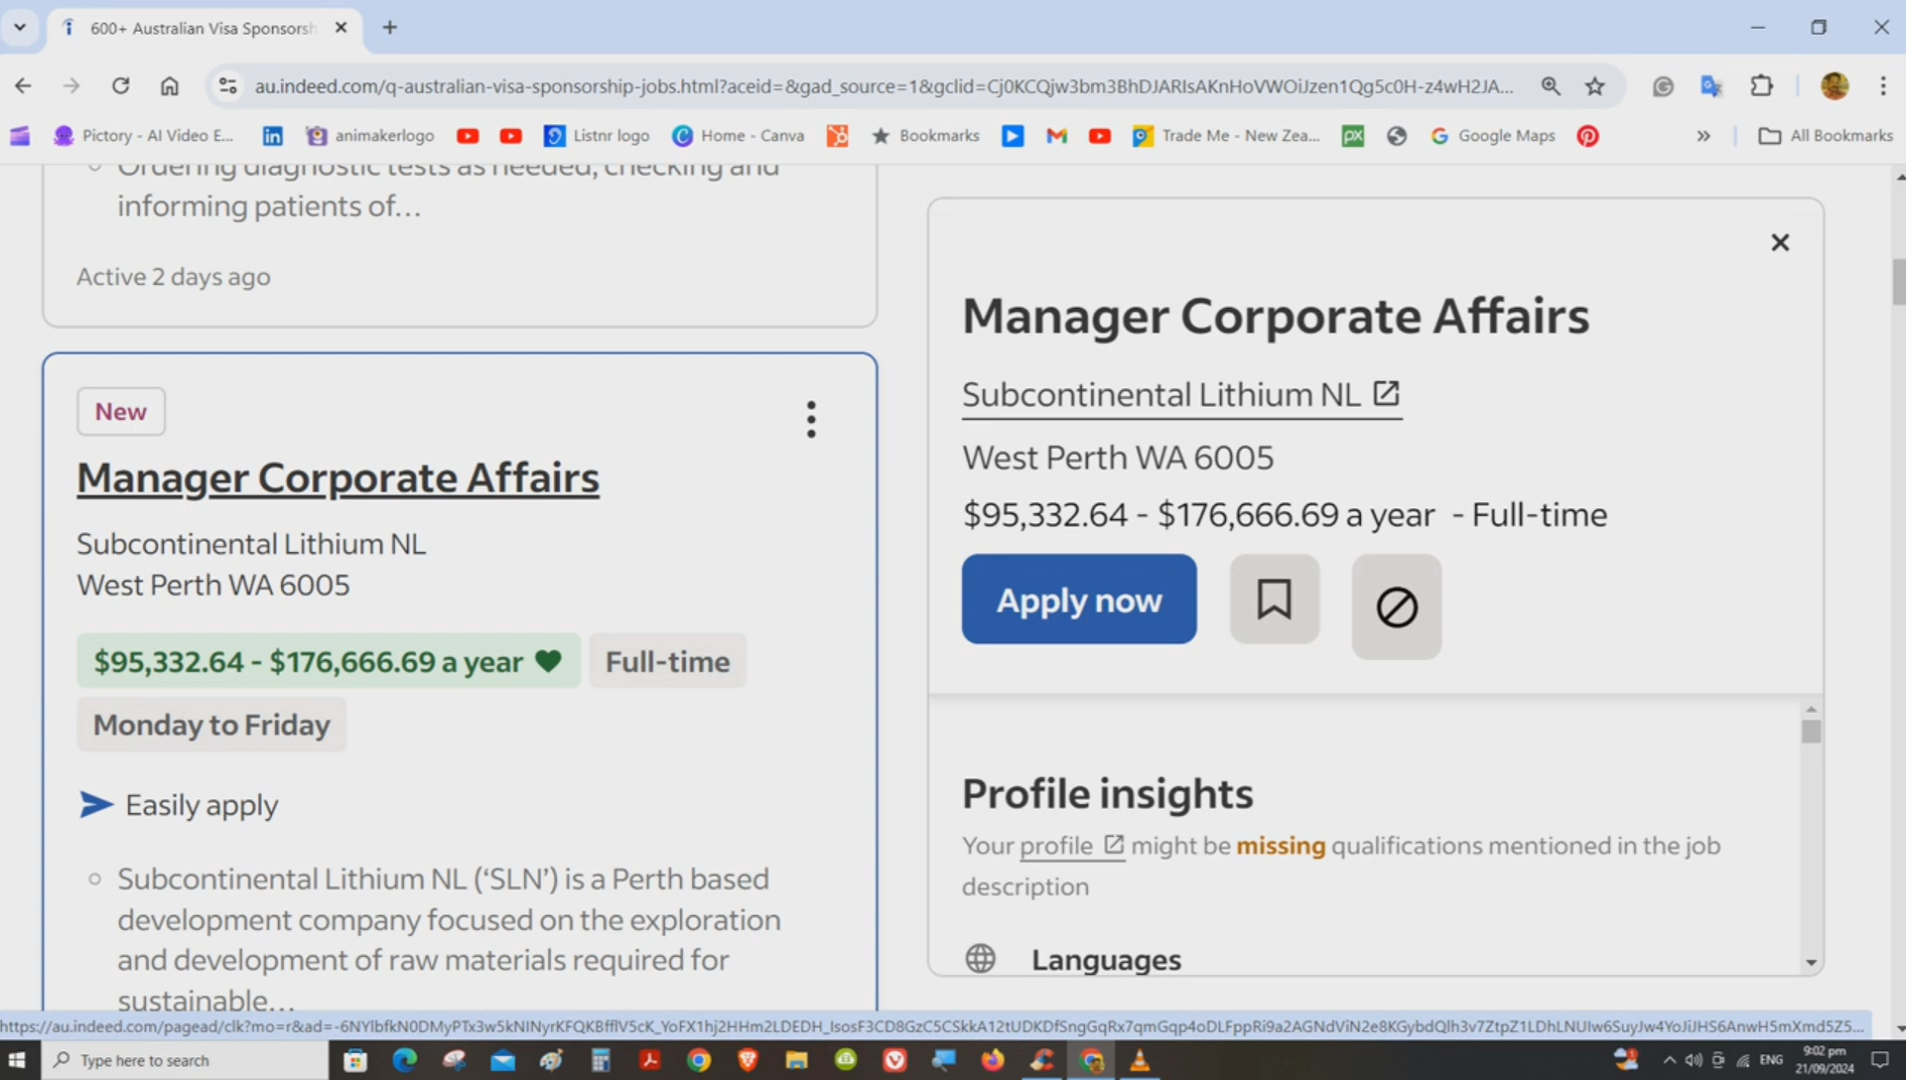 600+ Australian Visa Sponsorsh
au.indeed.com/q-australian-visa-sponsorship-jobs.html?aceid=&gad_source=1&gclid=Cj0KCQjw3bm3BhDJARIsAKnHoVWOiJzen1Qg5c0H-z4wH2JA...
Pictory - AI Video E...
animakerlogo
Listnr logo
Home - Canva
Bookmarks
Trade Me - New Zea...
Google Maps
All Bookmarks
Ordering diagnostic tests as needed, checking and
informing patients of...
Active 2 days ago
New
Manager Corporate Affairs
Subcontinental Lithium NL
West Perth WA 6005
$95,332.64 - $176,666.69 a year
Full-time
Monday to Friday
Easily apply
Subcontinental Lithium NL (‘SLN’) is a Perth based
development company focused on the exploration
and development of raw materials required for
sustainable...
Manager Corporate Affairs
Subcontinental Lithium NL
West Perth WA 6005
$95,332.64 - $176,666.69 a year - Full-time
Apply now
Profile insights
Your profile might be missing qualifications mentioned in the job
description
Languages
Type here to search
ENG
9:02 pm
21/09/2024